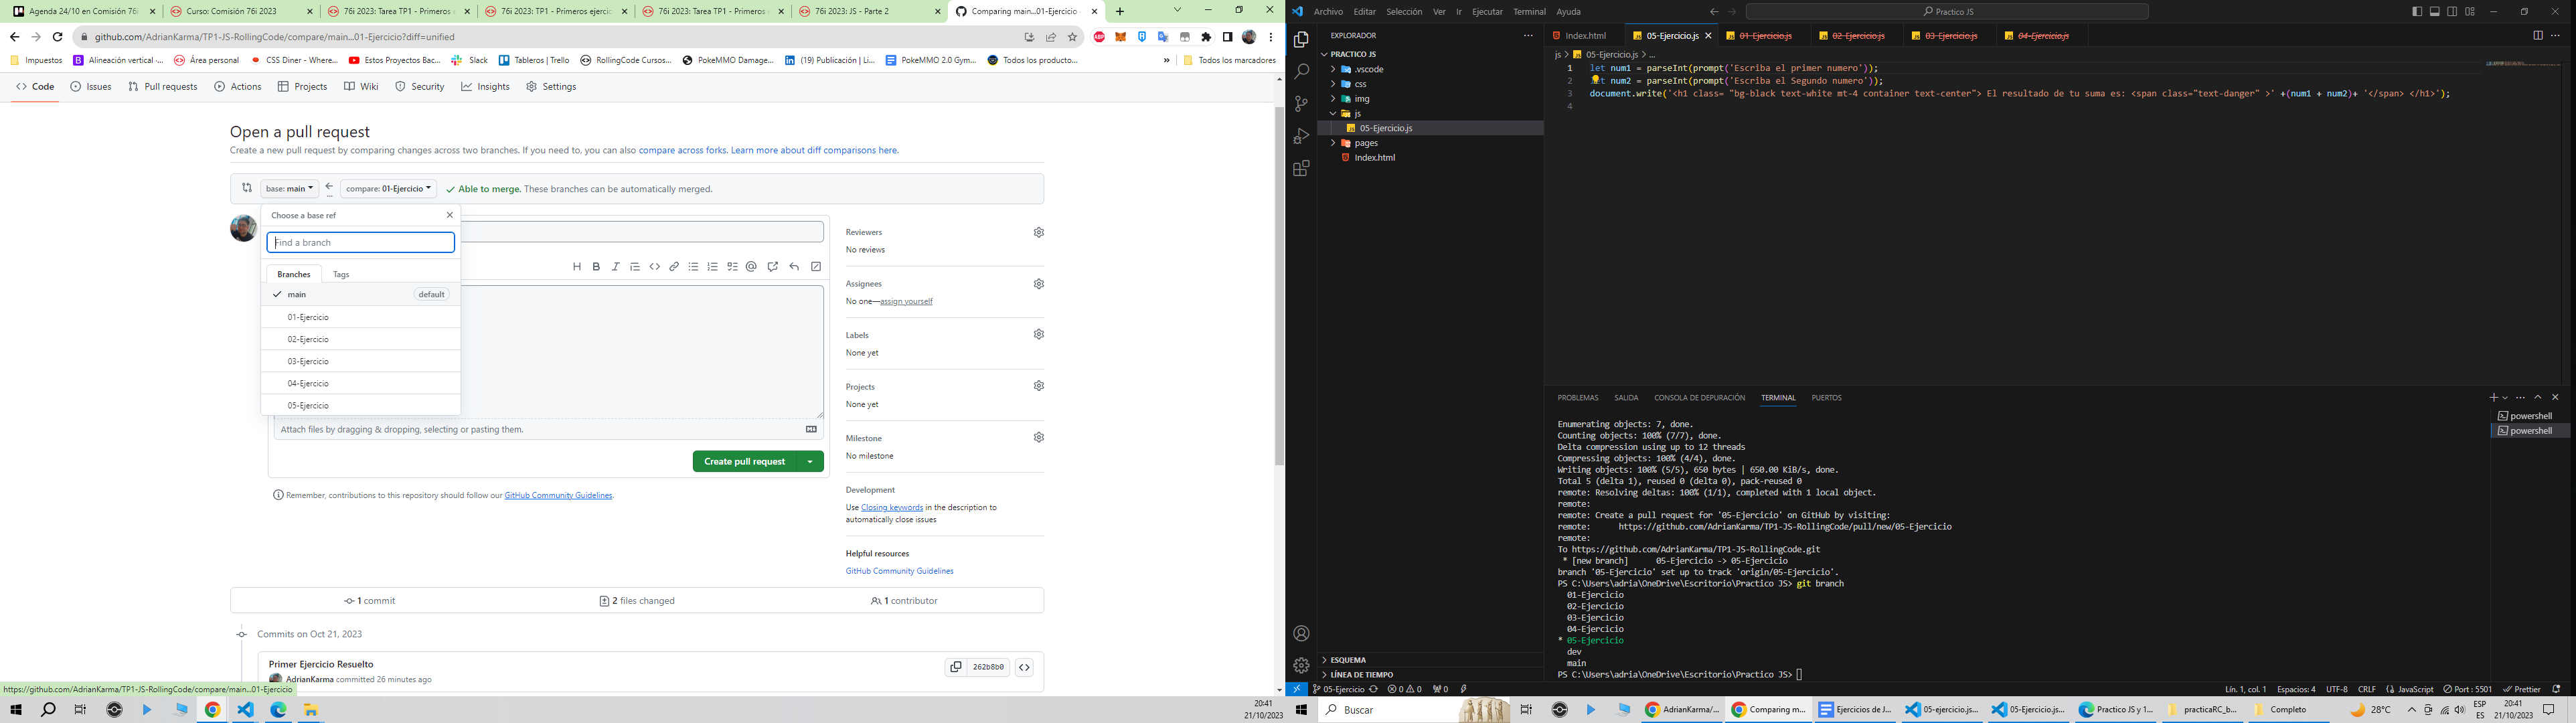 Agenda 24/10 en Comisión 76i
Curso: Comisión 76i 2023
76i 2023: Tarea TP1 - Primeros e
76i 2023: TP1 - Primeros ejercic
76i 2023: Tarea TP1 - Primeros e
76i 2023: JS - Parte 2
Comparing main...01-Ejercicio
github.com/AdrianKarma/TP1-JS-RollingCode/compare/main...01-Ejercicio?diff=unified
Impuestos
Alineación vertical ·...
Área personal
CSS Diner - Where...
Estos Proyectos Bac...
Slack
Tableros | Trello
RollingCode Cursos...
PokeMMO Damage...
(19) Publicación | Li...
PokeMMO 2.0 Gym...
Todos los producto...
Todos los marcadores
Code
Issues
Pull requests
Actions
Projects
Wiki
Security
Insights
Settings
Open a pull request
Create a new pull request by comparing changes across two branches. If you need to, you can also compare across forks. Learn more about diff comparisons here.
base: main
compare: 01-Ejercicio
Able to merge. These branches can be automatically merged.
Choose a base ref
Find a branch
Branches
Tags
main
default
01-Ejercicio
02-Ejercicio
03-Ejercicio
04-Ejercicio
05-Ejercicio
Attach files by dragging & dropping, selecting or pasting them.
Create pull request
Remember, contributions to this repository should follow our GitHub Community Guidelines.
Reviewers
No reviews
Assignees
No one—assign yourself
Labels
None yet
Projects
None yet
Milestone
No milestone
Development
Use Closing keywords in the description to
automatically close issues
Helpful resources
GitHub Community Guidelines
1 commit
2 files changed
1 contributor
Commits on Oct 21, 2023
Primer Ejercicio Resuelto
AdrianKarma committed 26 minutes ago
262b8b0
https://github.com/AdrianKarma/TP1-JS-RollingCode/compare/main...01-Ejercicio
20:41
21/10/2023
Archivo
Editar
Selección
Ver
Ir
Ejecutar
Terminal
Ayuda
Practico JS
EXPLORADOR
PRACTICO JS
.vscode
css
img
js
05-Ejercicio.js
pages
Index.html
ESQUEMA
LÍNEA DE TIEMPO
Index.html
05-Ejercicio.js
01-Ejercicio.js
02-Ejercicio.js
03-Ejercicio.js
04-Ejercicio.js
js > 05-Ejercicio.js > ...
1 let num1 = parseInt(prompt('Escriba el primer numero'));
2 t num2 = parseInt(prompt('Escriba el Segundo numero'));
3 document.write('<h1 class= "bg-black text-white mt-4 container text-center"> El resultado de tu suma es: <span class="text-danger" >' +(num1 + num2)+ '</span> </h1>');
4
PROBLEMAS
SALIDA
CONSOLA DE DEPURACIÓN
TERMINAL
PUERTOS
powershell
powershell
Enumerating objects: 7, done.
Counting objects: 100% (7/7), done.
Delta compression using up to 12 threads
Compressing objects: 100% (4/4), done.
Writing objects: 100% (5/5), 650 bytes | 650.00 KiB/s, done.
Total 5 (delta 1), reused 0 (delta 0), pack-reused 0
remote: Resolving deltas: 100% (1/1), completed with 1 local object.
remote:
remote: Create a pull request for '05-Ejercicio' on GitHub by visiting:
remote:      https://github.com/AdrianKarma/TP1-JS-RollingCode/pull/new/05-Ejercicio
remote:
To https://github.com/AdrianKarma/TP1-JS-RollingCode.git
 * [new branch]      05-Ejercicio -> 05-Ejercicio
branch '05-Ejercicio' set up to track 'origin/05-Ejercicio'.
PS C:\Users\adria\OneDrive\Escritorio\Practico JS> git branch
  01-Ejercicio
  02-Ejercicio
  03-Ejercicio
  04-Ejercicio
* 05-Ejercicio
  dev
  main
PS C:\Users\adria\OneDrive\Escritorio\Practico JS>
05-Ejercicio
0
0
0
Lín. 1, col. 1
Espacios: 4
UTF-8
CRLF
JavaScript
Port : 5501
Prettier
Buscar
AdrianKarma/...
Comparing m...
Ejercicios de J...
05-ejercicio.js...
05-Ejercicio.js...
Practico JS y 1...
practicaRC_b...
Completo
28°C
ESP
ES
20:41
21/10/2023